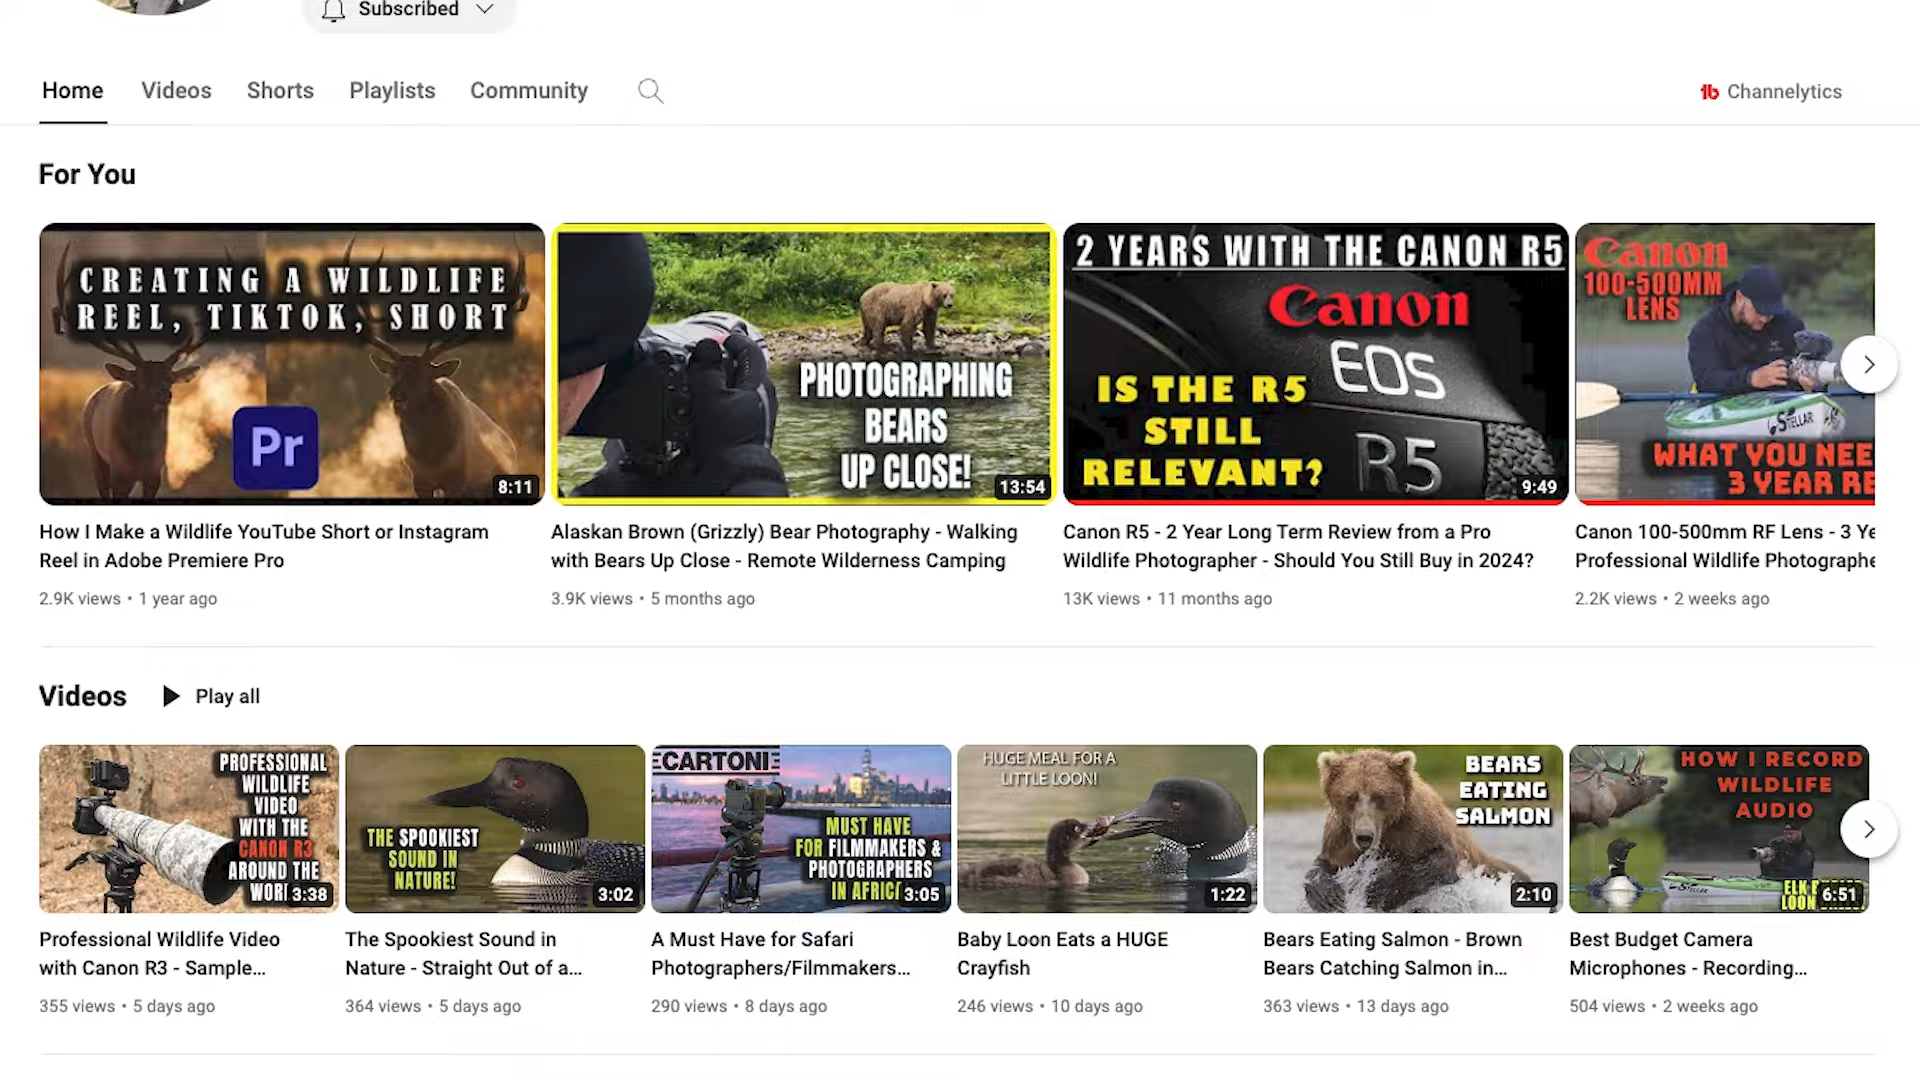 Subscribed
Home
Videos
Shorts
Playlists
Community
Channelytics
For You
CREATING A WILDLIFE
REEL, TIKTOK, SHORT
Pr
8:11
How I Make a Wildlife YouTube Short or Instagram
Reel in Adobe Premiere Pro
2.9K views • 1 year ago
PHOTOGRAPHING
BEARS
UP CLOSE!
13:54
Alaskan Brown (Grizzly) Bear Photography - Walking
with Bears Up Close - Remote Wilderness Camping
3.9K views • 5 months ago
2 YEARS WITH THE CANON R5
Canon
EOS
R5
IS THE R5
STILL
RELEVANT?
9:49
Canon R5 - 2 Year Long Term Review from a Pro
Wildlife Photographer - Should You Still Buy in 2024?
13K views • 11 months ago
Canon
100-500MM
LENS
STELLAR
WHAT YOU NEE
3 YEAR RE
Canon 100-500mm RF Lens - 3 Ye
Professional Wildlife Photographe
2.2K views • 2 weeks ago
Videos
Play all
PROFESSIONAL
WILDLIFE
VIDEO
WITH THE
CANON R3
AROUND THE
WORl
3:38
Professional Wildlife Video
with Canon R3 - Sample...
355 views • 5 days ago
THE SPOOKIEST
SOUND IN
NATURE!
3:02
The Spookiest Sound in
Nature - Straight Out of a...
364 views • 5 days ago
CARTONI
MUST HAVE
FOR FILMMAKERS &
PHOTOGRAPHERS
IN AFRIC
3:05
A Must Have for Safari
Photographers/Filmmakers...
290 views • 8 days ago
HUGE MEAL FOR A
LITTLE LOON!
1:22
Baby Loon Eats a HUGE
Crayfish
246 views • 10 days ago
BEARS
EATING
SALMON
2:10
Bears Eating Salmon - Brown
Bears Catching Salmon in...
363 views • 13 days ago
HOW I RECORD
WILDLIFE
AUDIO
STELLAR
ELK
LOON
6:51
Best Budget Camera
Microphones - Recording...
504 views • 2 weeks ago